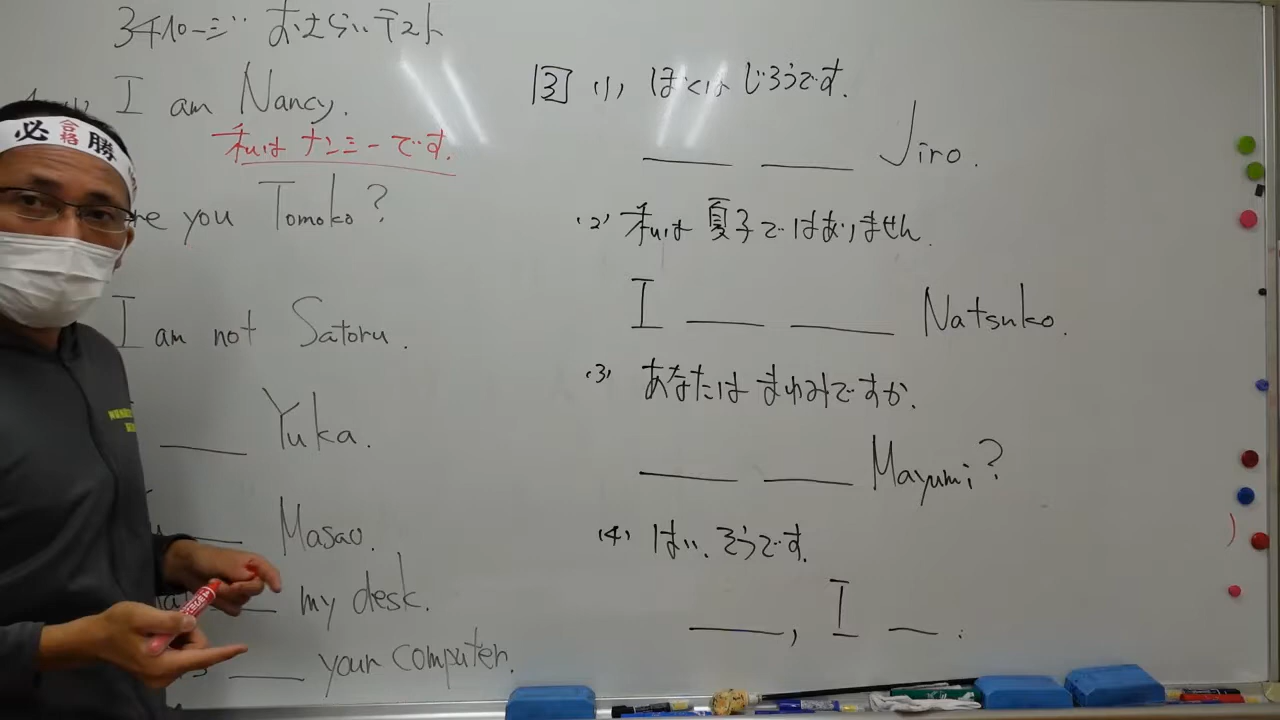 34ページ おさらいテスト
I am Nancy.
私は ナンシーです。
re you Tomoko?
I am not Satoru.
Yuka.
Masao.
my desk.
your computer.
必 合格 勝
3 (1) ぼくは じろうです.
Jiro.
(2) 私は 夏子ではありません.
I Natsuko.
(3) あなたは まゆみですか.
Mayumi?
(4) はい、そうです.
, I .